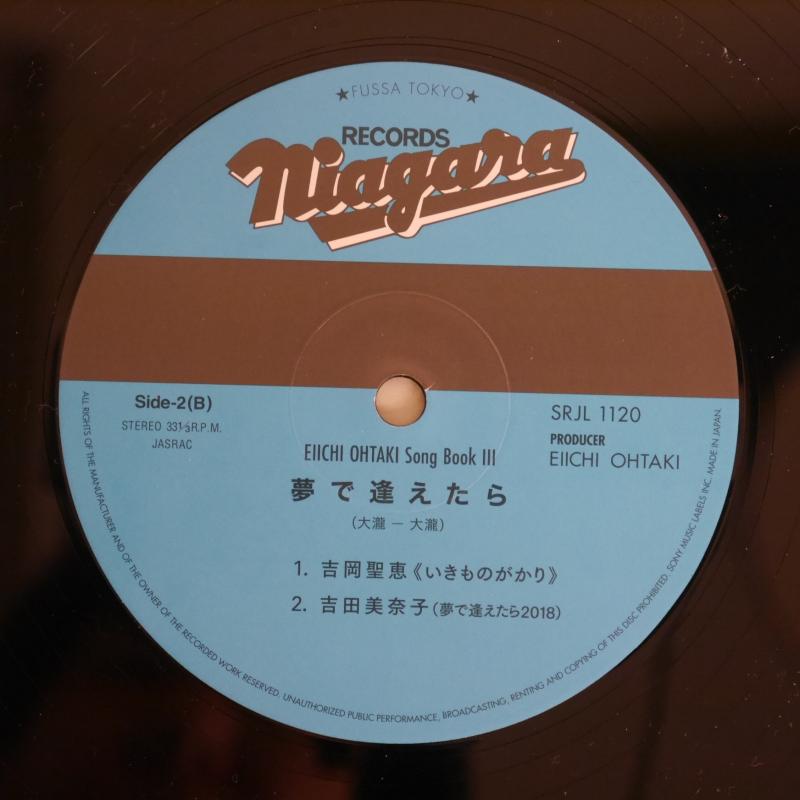 ★FUSSA TOKYO★
RECORDS
Niagara
Side-2(B)
STEREO 33 1/3 R.P.M.
JASRAC
SRJL 1120
PRODUCER
EIICHI OHTAKI
EIICHI OHTAKI Song Book III
夢で逢えたら
(大瀧 — 大瀧)
1. 吉岡聖恵《いきものがかり》
2. 吉田美奈子(夢で逢えたら2018)
ALL RIGHTS OF THE MANUFACTURER AND OF THE OWNER OF THE RECORDED WORK RESERVED. UNAUTHORIZED PUBLIC PERFORMANCE, BROADCASTING, RENTING AND COPYING OF THIS DISC PROHIBITED. SONY MUSIC LABELS INC. MADE IN JAPAN.